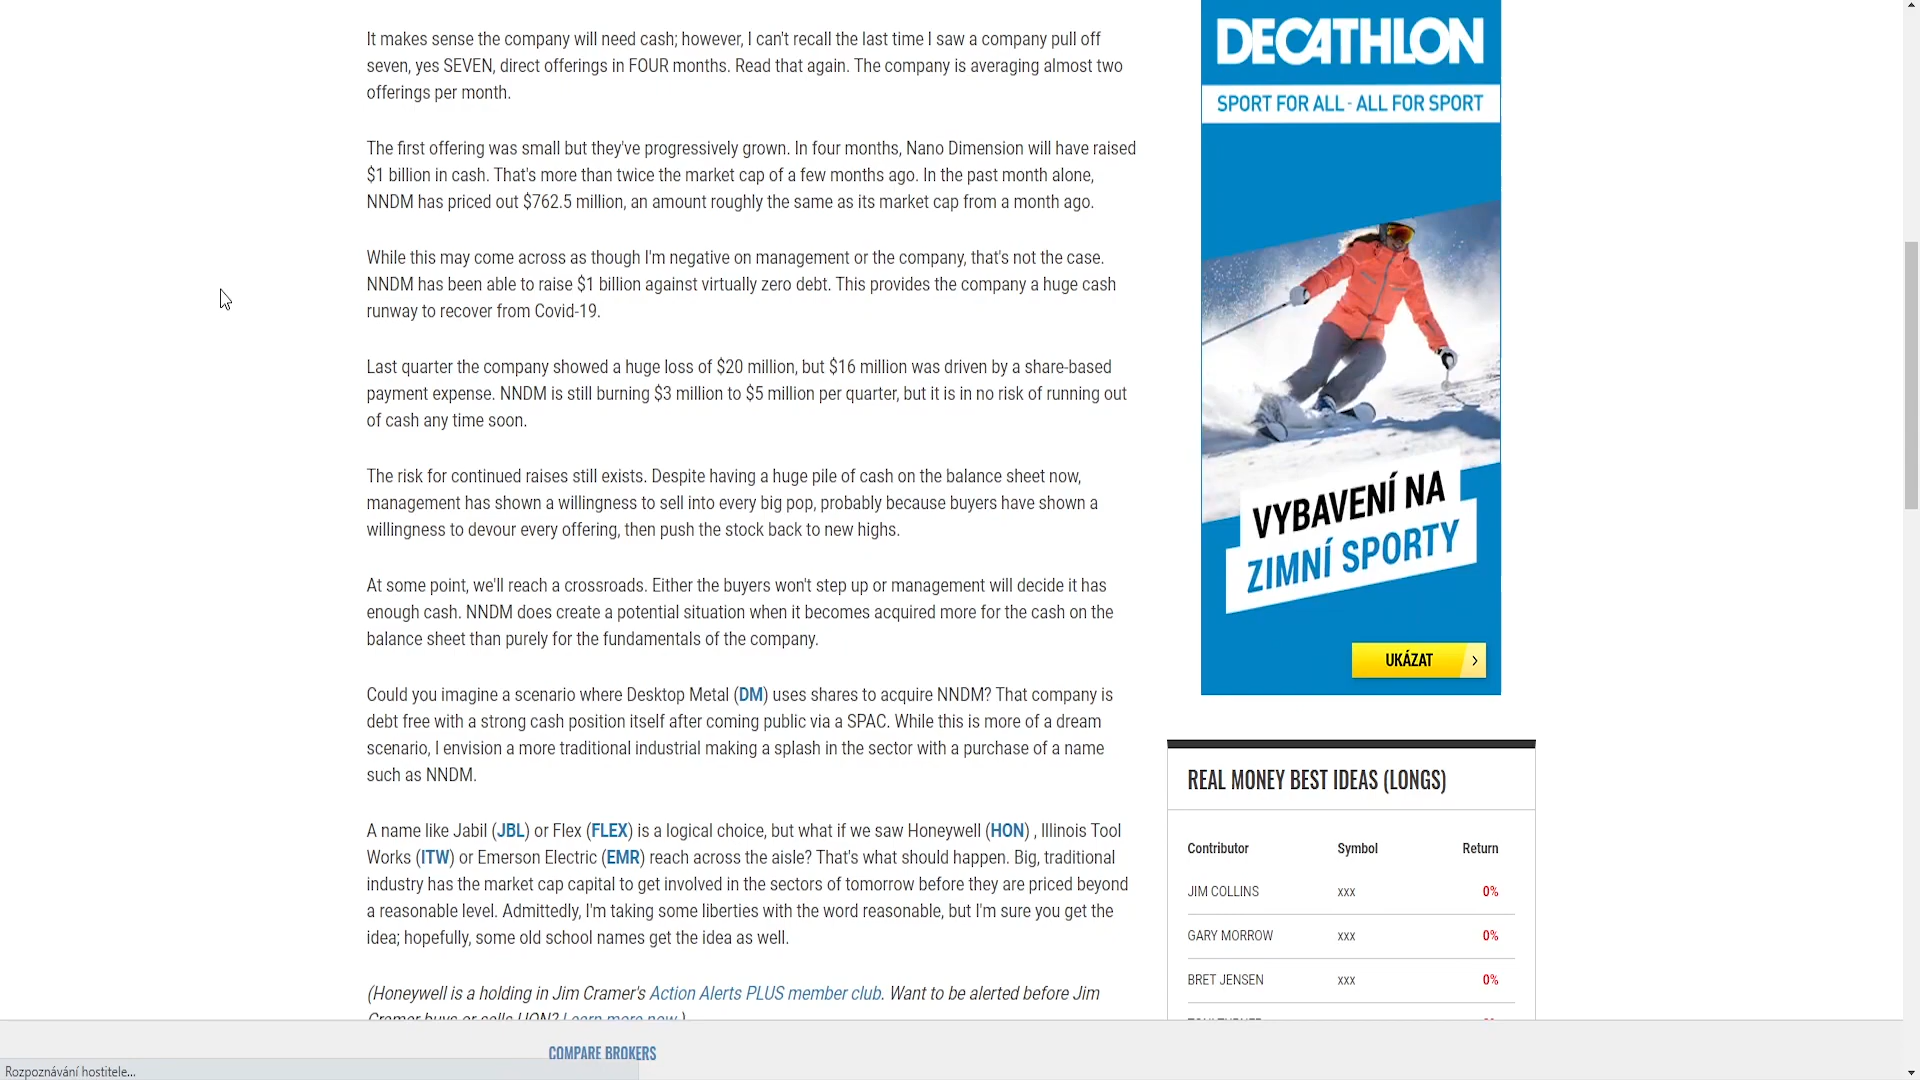 It makes sense the company will need cash; however, I can't recall the last time I saw a company pull off
seven, yes SEVEN, direct offerings in FOUR months. Read that again. The company is averaging almost two
offerings per month.
The first offering was small but they've progressively grown. In four months, Nano Dimension will have raised
$1 billion in cash. That's more than twice the market cap of a few months ago. In the past month alone,
NNDM has priced out $762.5 million, an amount roughly the same as its market cap from a month ago.
While this may come across as though I'm negative on management or the company, that's not the case.
NNDM has been able to raise $1 billion against virtually zero debt. This provides the company a huge cash
runway to recover from Covid-19.
Last quarter the company showed a huge loss of $20 million, but $16 million was driven by a share-based
payment expense. NNDM is still burning $3 million to $5 million per quarter, but it is in no risk of running out
of cash any time soon.
The risk for continued raises still exists. Despite having a huge pile of cash on the balance sheet now,
management has shown a willingness to sell into every big pop, probably because buyers have shown a
willingness to devour every offering, then push the stock back to new highs.
At some point, we'll reach a crossroads. Either the buyers won't step up or management will decide it has
enough cash. NNDM does create a potential situation when it becomes acquired more for the cash on the
balance sheet than purely for the fundamentals of the company.
Could you imagine a scenario where Desktop Metal (DM) uses shares to acquire NNDM? That company is
debt free with a strong cash position itself after coming public via a SPAC. While this is more of a dream
scenario, I envision a more traditional industrial making a splash in the sector with a purchase of a name
such as NNDM.
A name like Jabil (JBL) or Flex (FLEX) is a logical choice, but what if we saw Honeywell (HON) , Illinois Tool
Works (ITW) or Emerson Electric (EMR) reach across the aisle? That's what should happen. Big, traditional
industry has the market cap capital to get involved in the sectors of tomorrow before they are priced beyond
a reasonable level. Admittedly, I'm taking some liberties with the word reasonable, but I'm sure you get the
idea; hopefully, some old school names get the idea as well.
(Honeywell is a holding in Jim Cramer's Action Alerts PLUS member club. Want to be alerted before Jim
Cramer buys or sells HON? Learn more now.)
DECATHLON
SPORT FOR ALL - ALL FOR SPORT
VYBAVENÍ NA
ZIMNÍ SPORTY
UKÁZAT
REAL MONEY BEST IDEAS (LONGS)
Contributor Symbol Return
JIM COLLINS xxx 0%
GARY MORROW xxx 0%
BRET JENSEN xxx 0%
COMPARE BROKERS
Rozpoznávání hostitele...